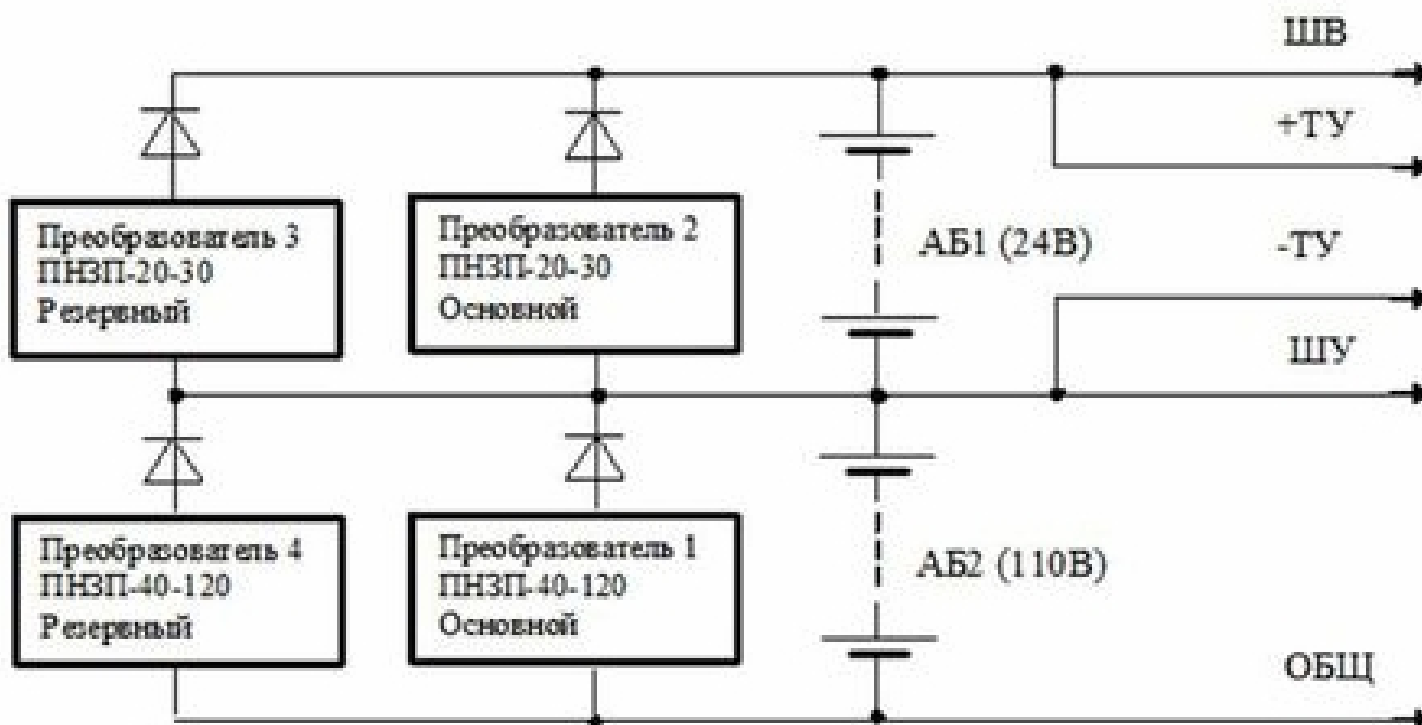 ШВ
+ТУ
Преобразователь 3
ПНЗП-20-30
Резервный
Преобразователь 2
ПНЗП-20-30
Основной
АБ1 (24В)
-ТУ
ШУ
Преобразователь 4
ПНЗП-40-120
Резервный
Преобразователь 1
ПНЗП-40-120
Основной
АБ2 (110В)
ОБЩ